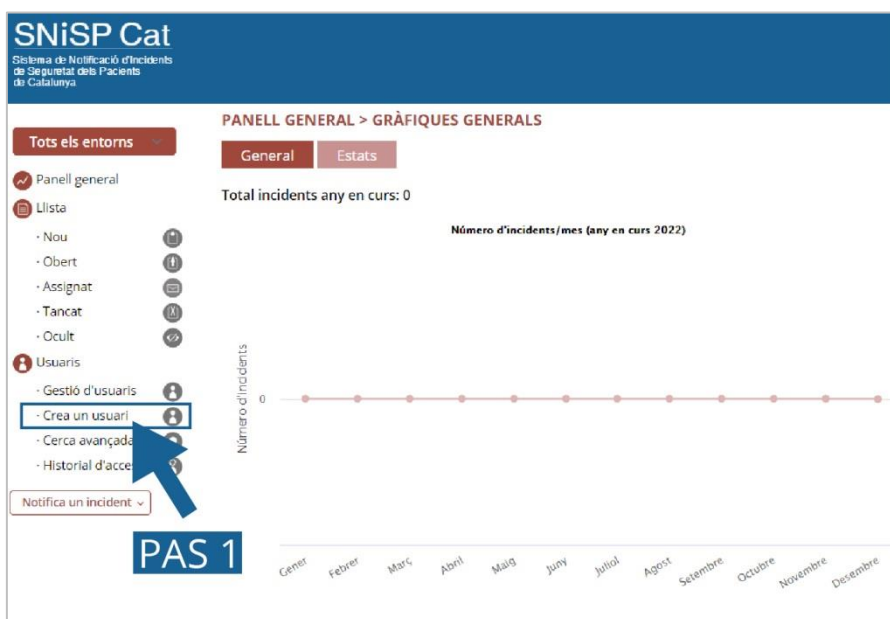 SNiSP Cat
Sistema de Notificació d'Incidents
de Seguretat dels Pacients
de Catalunya
PANELL GENERAL > GRÀFIQUES GENERALS
Tots els entorns
General
Estats
Panell general
Total incidents any en curs: 0
Llista
· Nou
· Obert
· Assignat
· Tancat
· Ocult
Usuaris
· Gestió d'usuaris
· Crea un usuari
· Cerca avançada
· Historial d'acce
Notifica un incident
PAS 1
Número d'incidents/mes (any en curs 2022)
Número d'incidents
0
Gener
Febrer
Març
Abril
Maig
Juny
Juliol
Agost
Setembre
Octubre
Novembre
Desembre